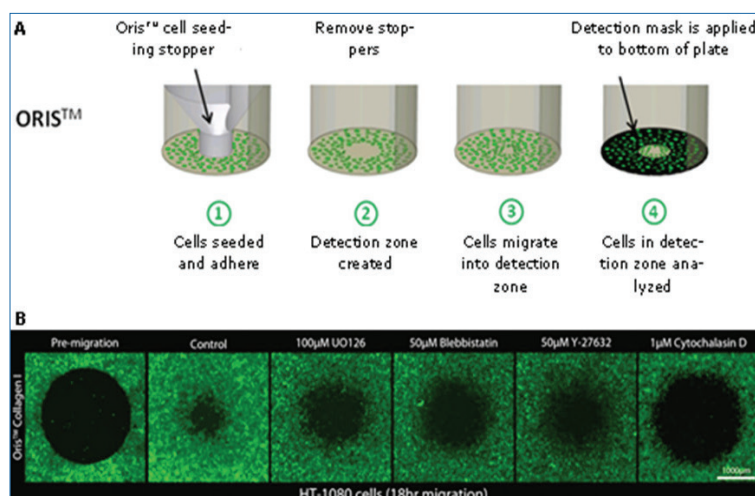 A
Oris™ cell seed-
ing stopper
Remove stop-
pers
Detection mask is applied
to bottom of plate
ORIS™
1
2
3
4
Cells seeded
and adhere
Detection zone
created
Cells migrate
into detection
zone
Cells in detec-
tion zone ana-
lyzed
B
Pre-migration
Control
100µM UO126
50µM Blebbistatin
50µM Y-27632
1µM Cytochalasin D
Oris™ Collagen I
1000µm
HT-1080 cells (18hr migration)